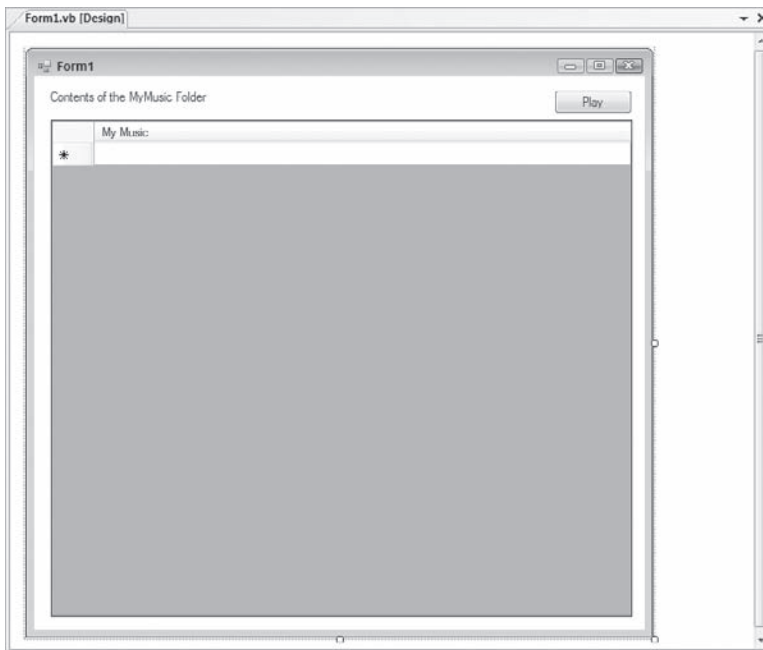 Form1.vb [Design]
Form1
Contents of the MyMusic Folder
Play
My Music